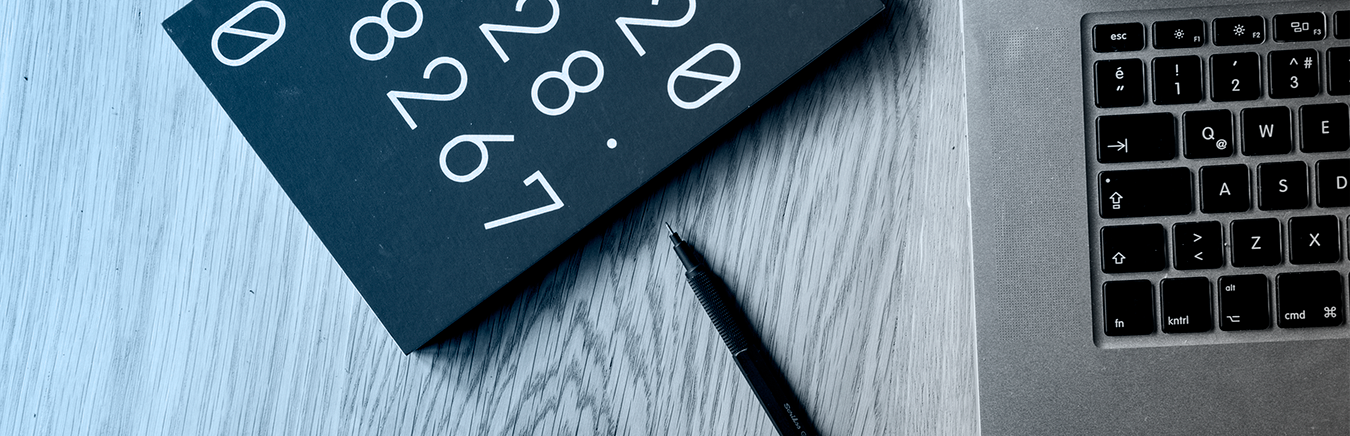 2 0
2 8 .
8 2 6 7
0
Scribo
esc F1 F2 F3
é " ! 1 ' 2 ^ # 3
Q @ W E
A S D
> < Z X
fn kntrl alt cmd ⌘